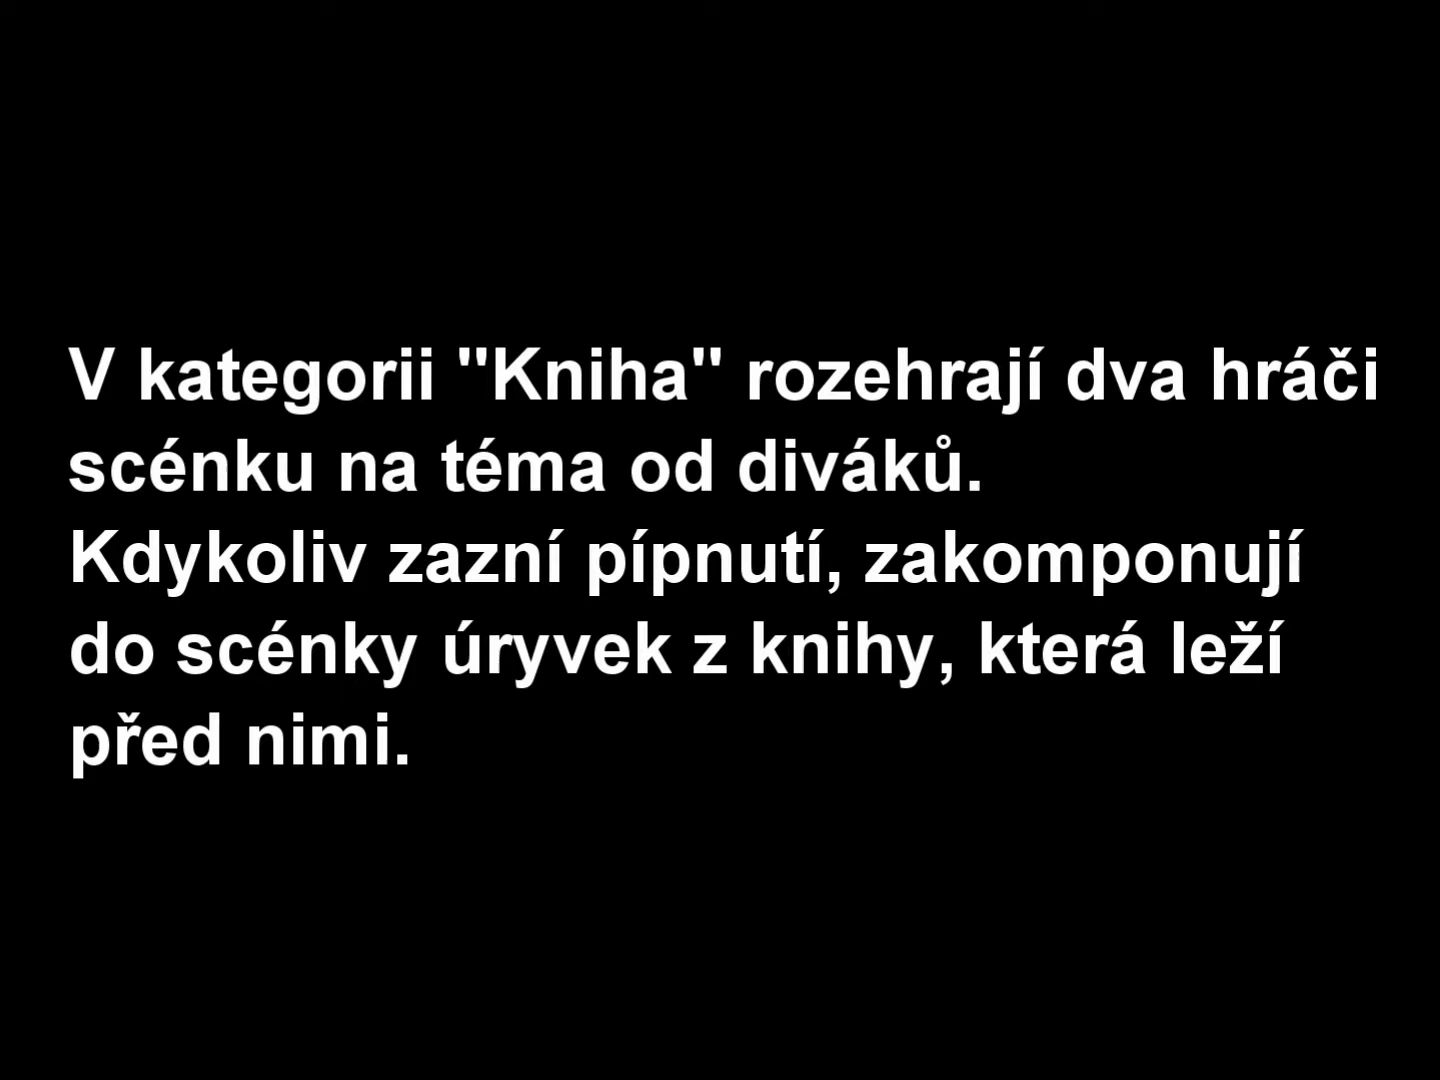 V kategorii "Kniha" rozehrají dva hráči
scénku na téma od diváků.
Kdykoliv zazní pípnutí, zakomponují
do scénky úryvek z knihy, která leží
před nimi.